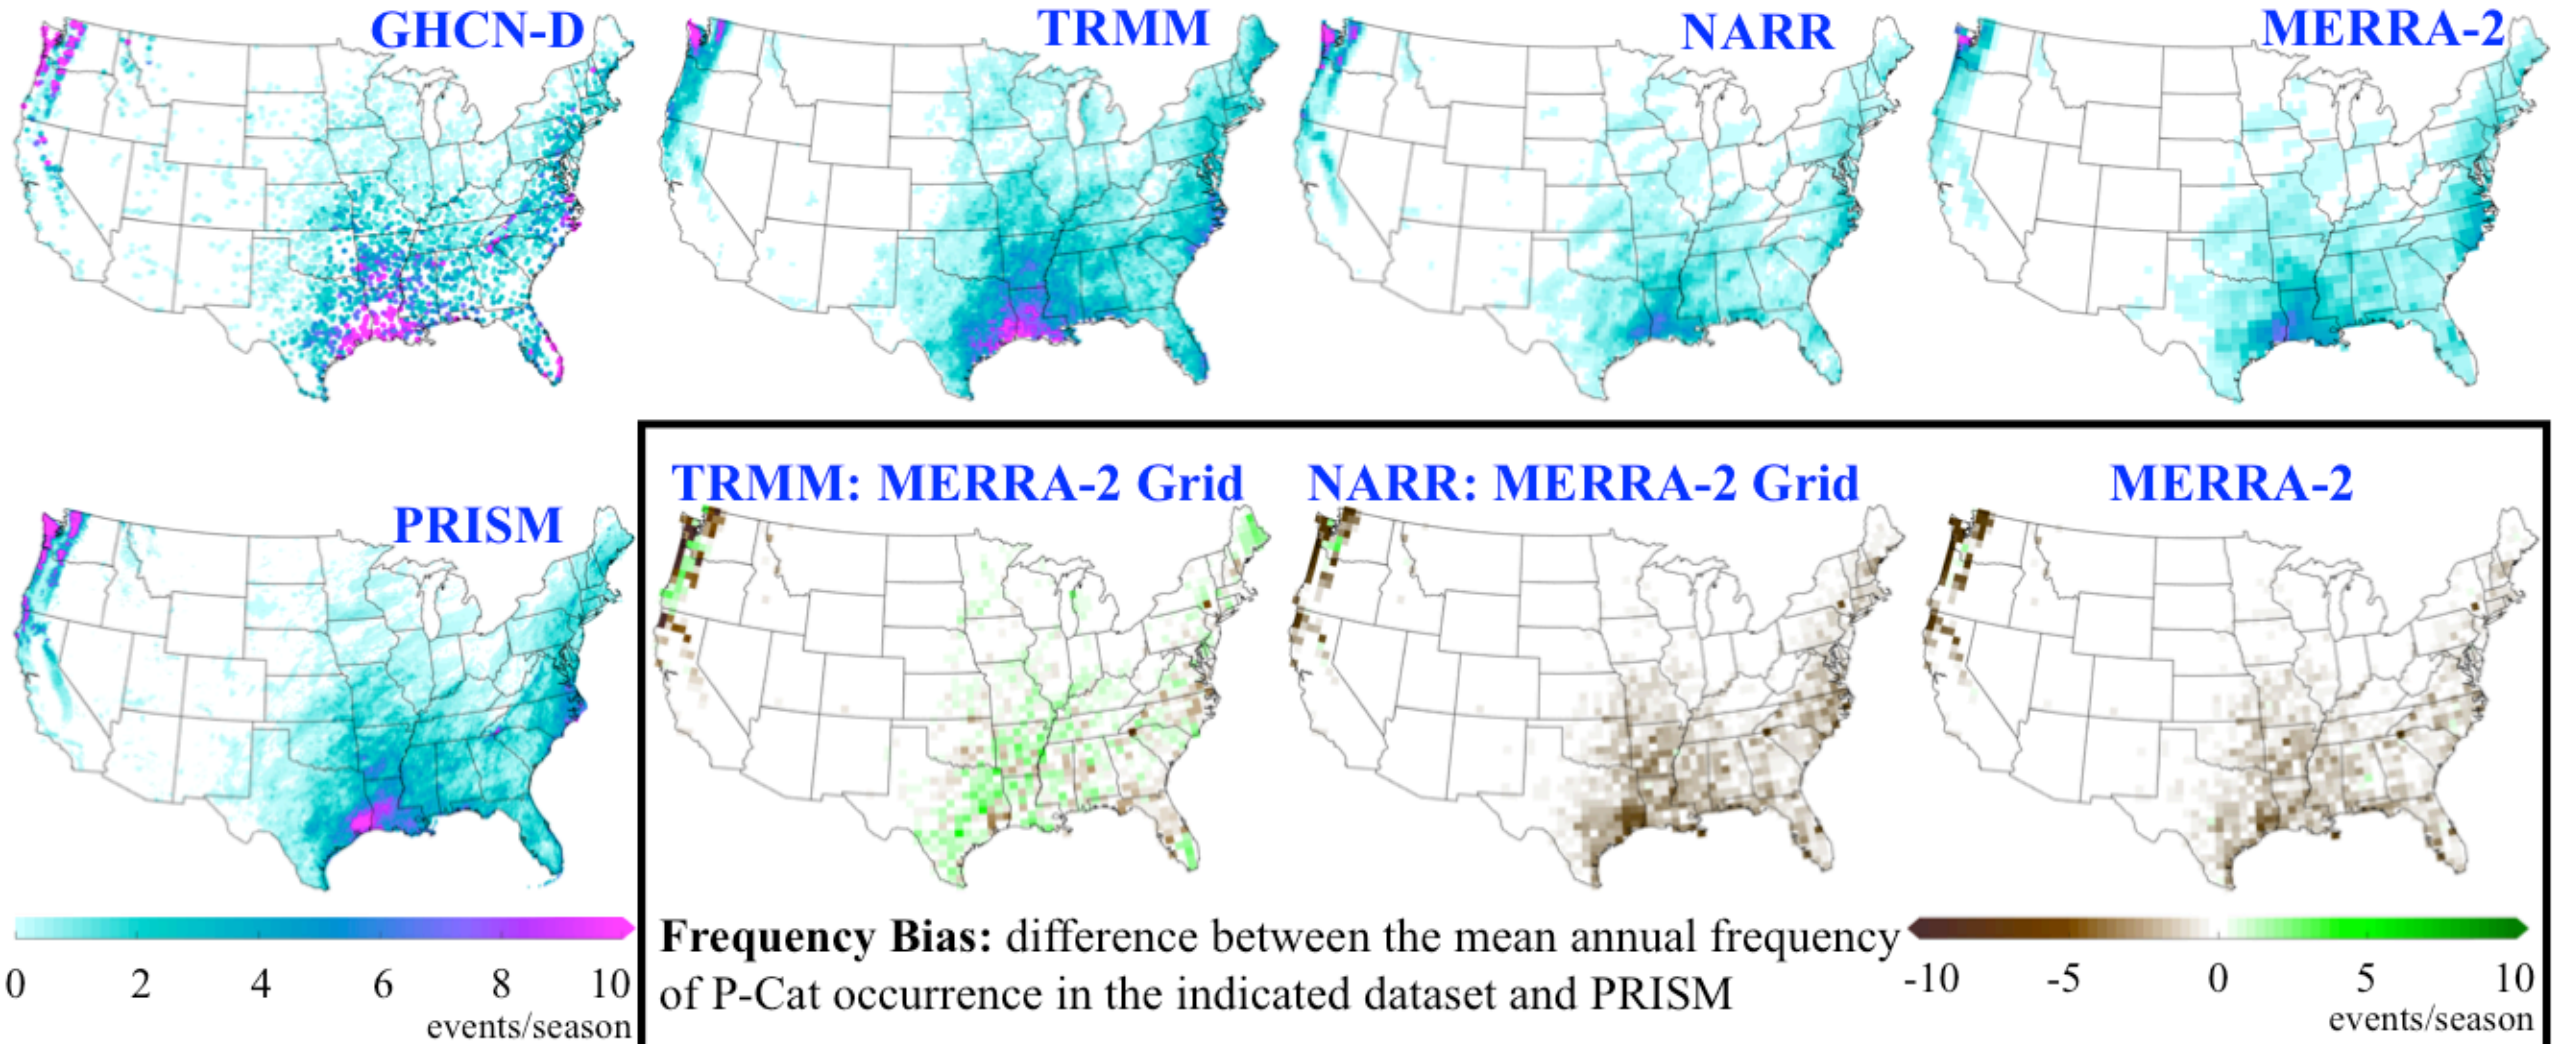 GHCN-D
TRMM
NARR
MERRA-2
PRISM
TRMM: MERRA-2 Grid
NARR: MERRA-2 Grid
MERRA-2
0 2 4 6 8 10
events/season
Frequency Bias: difference between the mean annual frequency
of P-Cat occurrence in the indicated dataset and PRISM
-10 -5 0 5 10
events/season